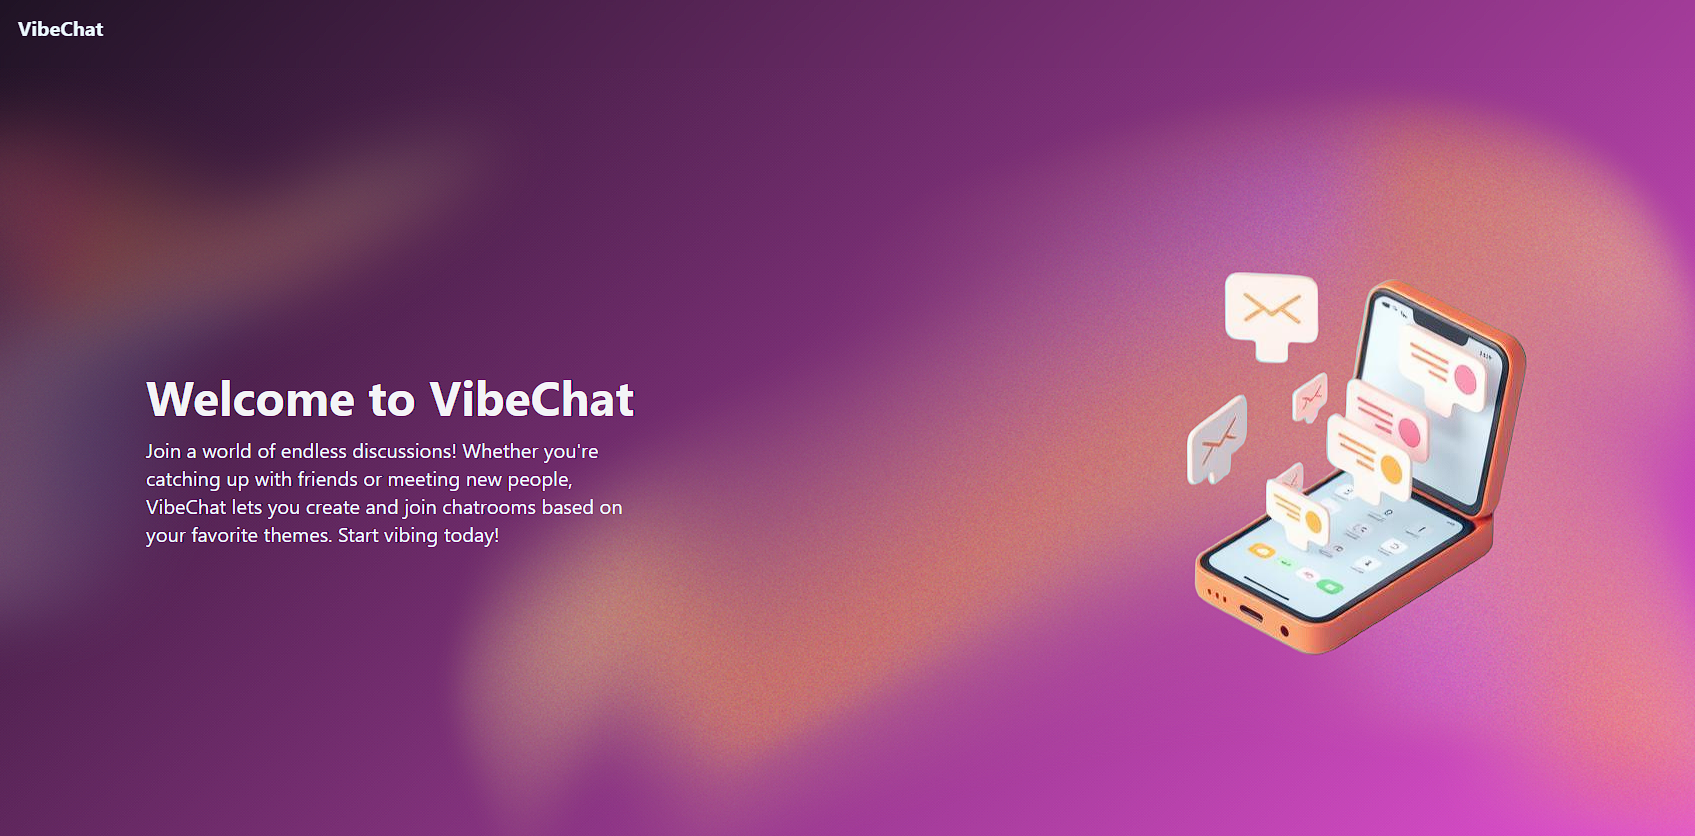 VibeChat
Welcome to VibeChat
Join a world of endless discussions! Whether you're
catching up with friends or meeting new people,
VibeChat lets you create and join chatrooms based on
your favorite themes. Start vibing today!